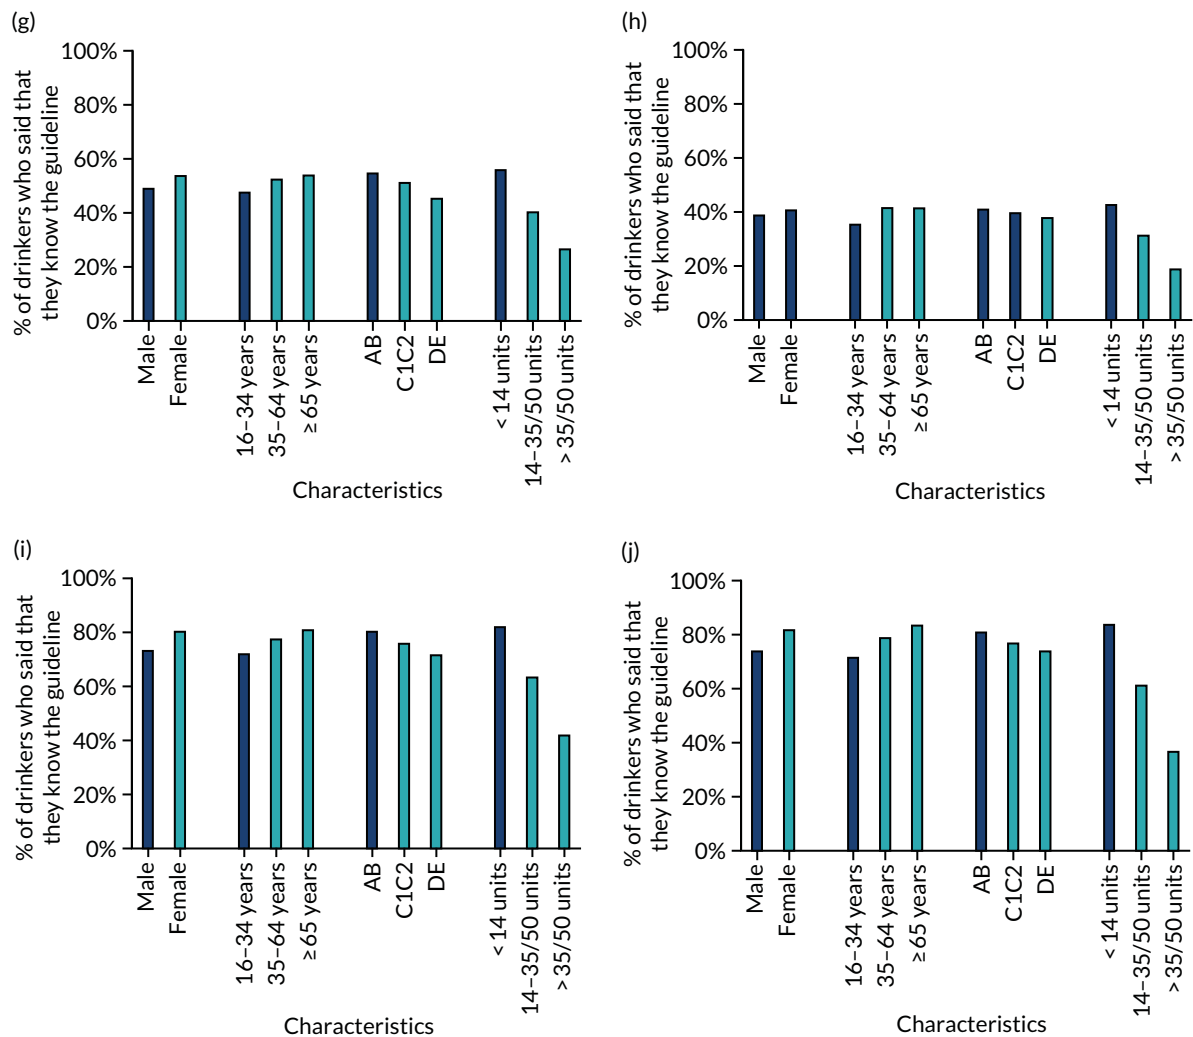 (g)
% of drinkers who said that
they know the guideline
100%
80%
60%
40%
20%
0%
Male
Female
16–34 years
35–64 years
≥ 65 years
AB
C1C2
DE
< 14 units
14–35/50 units
> 35/50 units
Characteristics
(h)
% of drinkers who said that
they know the guideline
100%
80%
60%
40%
20%
0%
Male
Female
16–34 years
35–64 years
≥ 65 years
AB
C1C2
DE
< 14 units
14–35/50 units
> 35/50 units
Characteristics
(i)
% of drinkers who said that
they know the guideline
100%
80%
60%
40%
20%
0%
Male
Female
16–34 years
35–64 years
≥ 65 years
AB
C1C2
DE
< 14 units
14–35/50 units
> 35/50 units
Characteristics
(j)
% of drinkers who said that
they know the guideline
100%
80%
60%
40%
20%
0%
Male
Female
16–34 years
35–64 years
≥ 65 years
AB
C1C2
DE
< 14 units
14–35/50 units
> 35/50 units
Characteristics